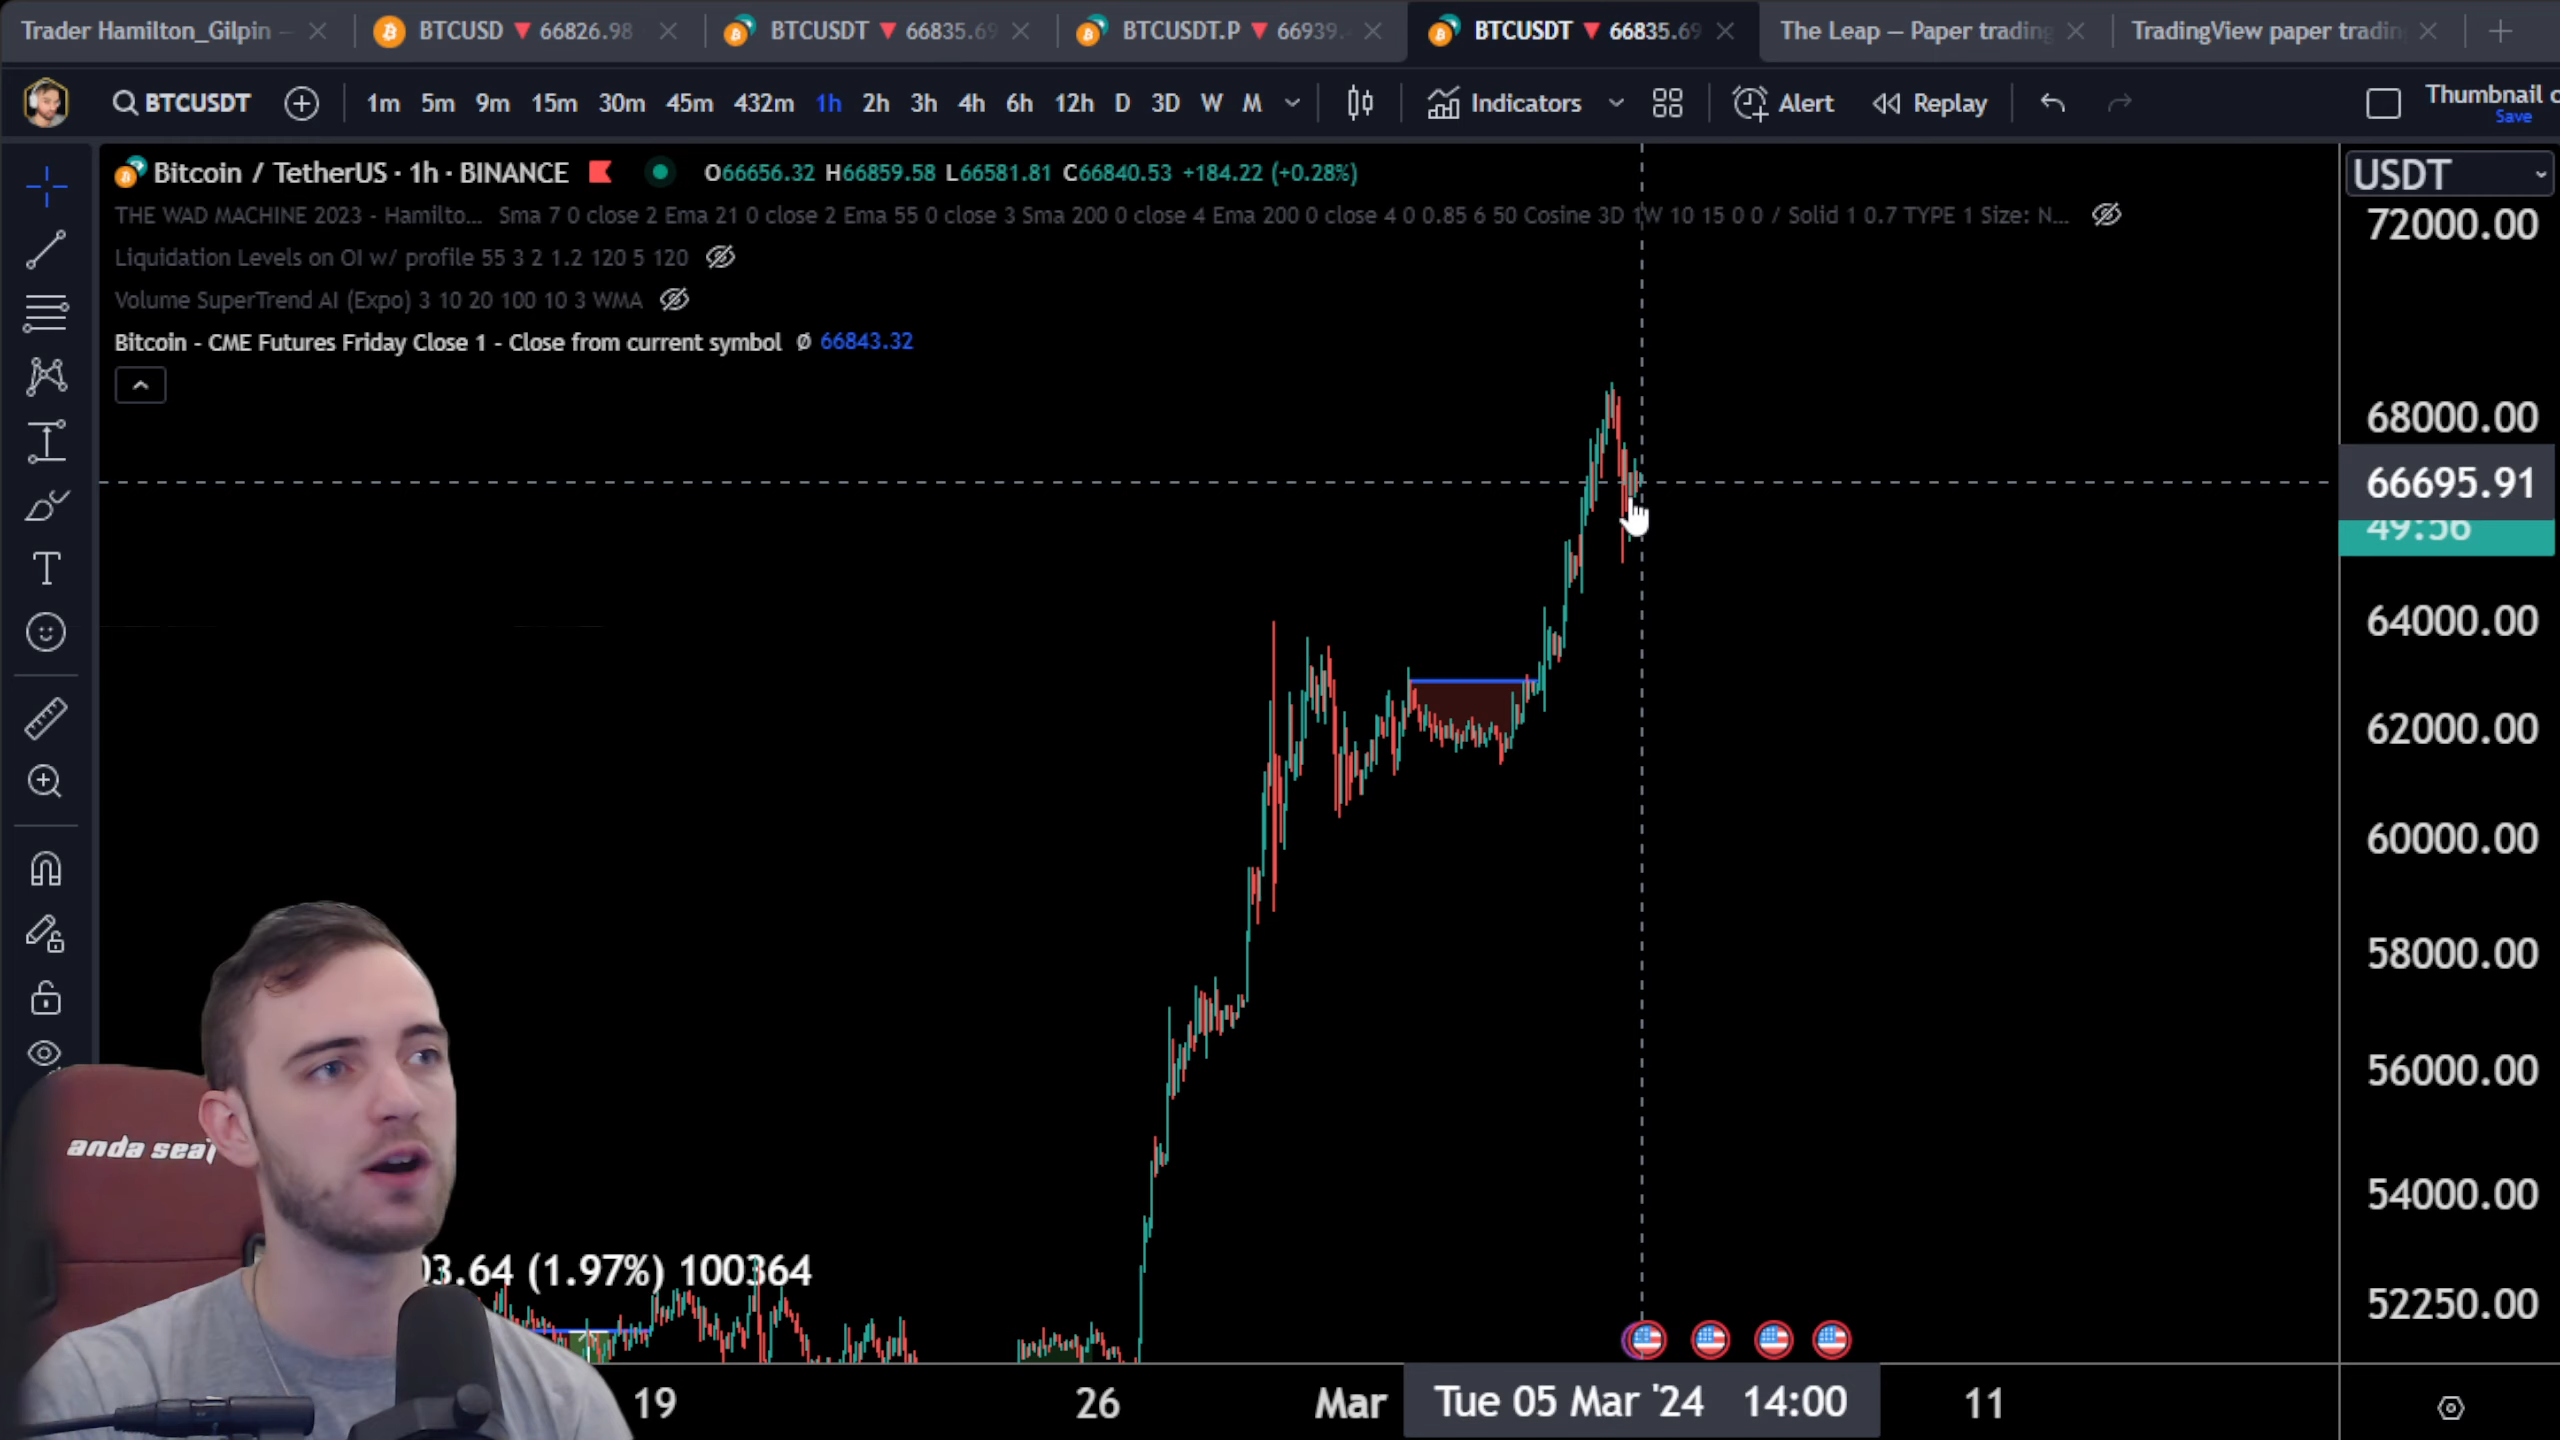 Trader Hamilton_Gilpin
BTCUSD 66826.98
BTCUSDT 66835.69
BTCUSDT.P 66939.
BTCUSDT 66835.69
The Leap — Paper trading
TradingView paper tradin
BTCUSDT
1m 5m 9m 15m 30m 45m 432m 1h 2h 3h 4h 6h 12h D 3D W M
Indicators
Alert
Replay
Thumbnail c
Save
Bitcoin / TetherUS · 1h · BINANCE
O66656.32 H66859.58 L66581.81 C66840.53 +184.22 (+0.28%)
THE WAD MACHINE 2023 - Hamilto... Sma 7 0 close 2 Ema 21 0 close 2 Ema 55 0 close 3 Sma 200 0 close 4 Ema 200 0 close 4 0 0.85 6 50 Cosine 3D 1W 10 15 0 0 / Solid 1 0.7 TYPE 1 Size: N...
Liquidation Levels on OI w/ profile 55 3 2 1.2 120 5 120
Volume SuperTrend AI (Expo) 3 10 20 100 10 3 WMA
Bitcoin - CME Futures Friday Close 1 - Close from current symbol Ø 66843.32
USDT
72000.00
68000.00
66695.91
49:56
64000.00
62000.00
60000.00
58000.00
56000.00
54000.00
52250.00
anda seat
03.64 (1.97%) 100364
19
26
Mar
Tue 05 Mar '24 14:00
11